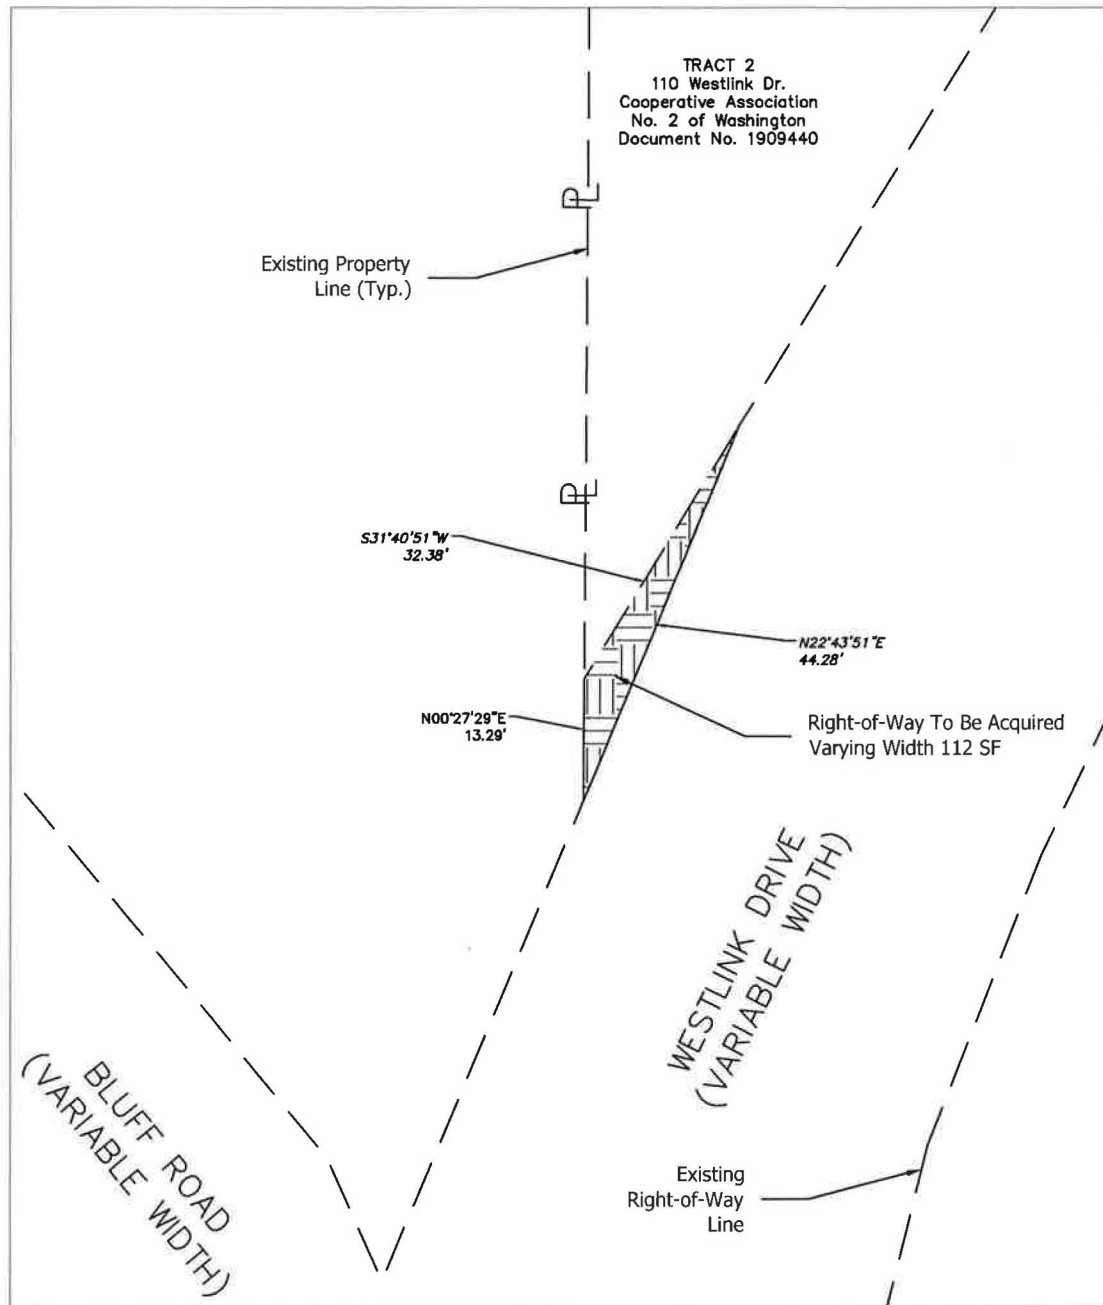 TRACT 2
110 Westlink Dr.
Cooperative Association
No. 2 of Washington
Document No. 1909440
PL
Existing Property
Line (Typ.)
PL
S31°40'51"W
32.38'
N22°43'51"E
44.28'
N00°27'29"E
13.29'
Right-of-Way To Be Acquired
Varying Width 112 SF
WESTLINK DRIVE
(VARIABLE WIDTH)
BLUFF ROAD
(VARIABLE WIDTH)
Existing
Right-of-Way
Line